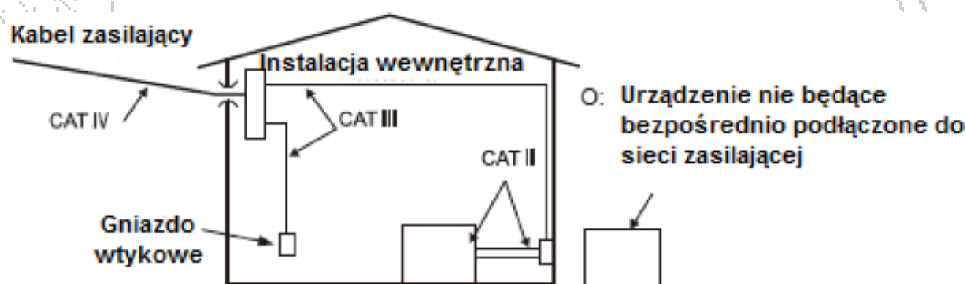 Kabel zasilający
Instalacja wewnętrzna
CAT IV
CAT III
O: Urządzenie nie będące
bezpośrednio podłączone do
sieci zasilającej
CAT II
Gniazdo
wtykowe